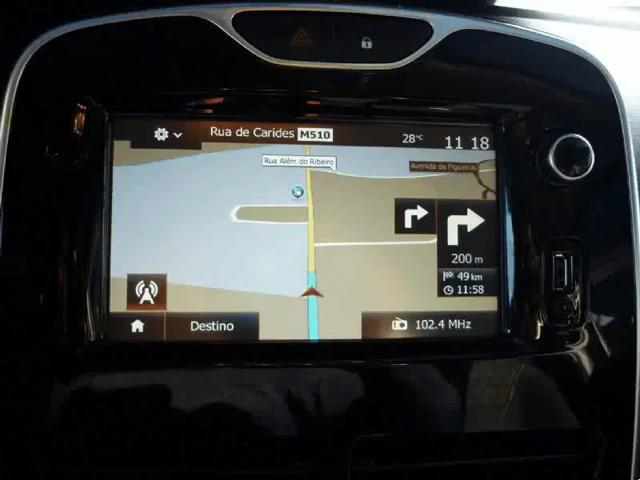 Rua de Carides M510
28°C
11 18
Rua Além do Ribeiro
Avenida de Figueiras
200 m
49 km
11:58
Destino
102.4 MHz